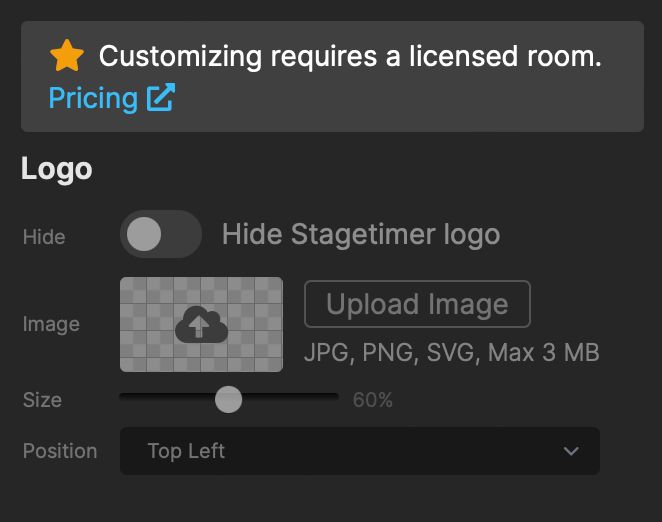 Customizing requires a licensed room.
Pricing
Logo
Hide
Hide Stagetimer logo
Image
Upload Image
JPG, PNG, SVG, Max 3 MB
Size
60%
Position
Top Left